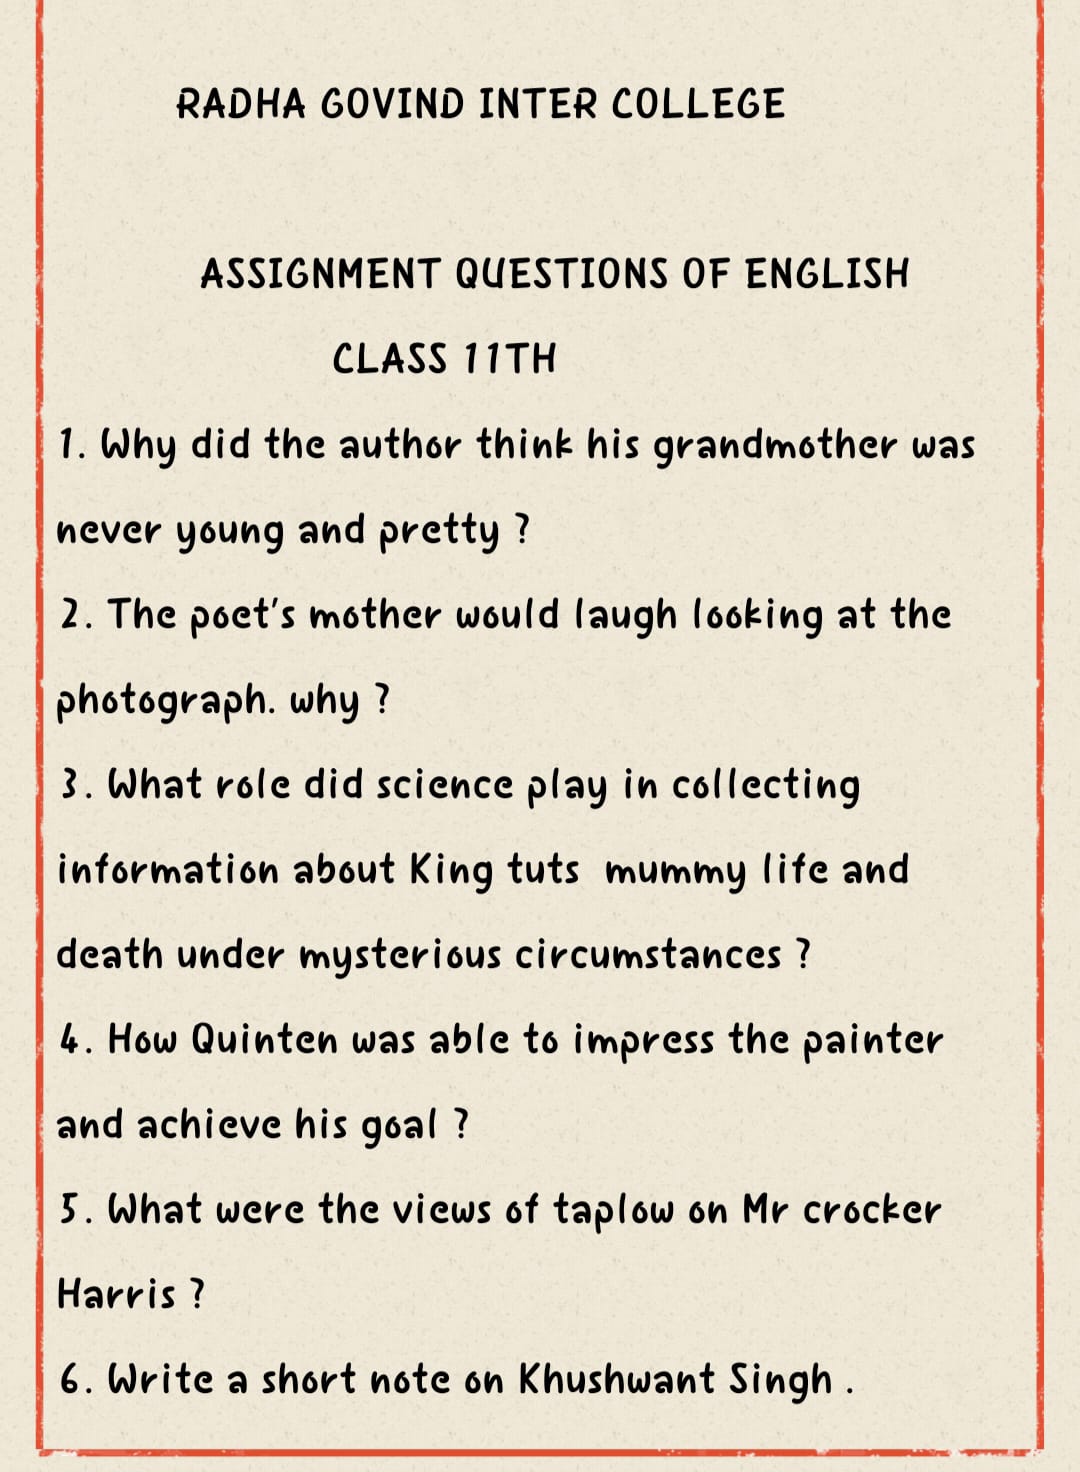 RADHA GOVIND INTER COLLEGE
ASSIGNMENT QUESTIONS OF ENGLISH
CLASS 11TH
1. Why did the author think his grandmother was
never young and pretty ?
2. The poet's mother would laugh looking at the
photograph. why ?
3. What role did science play in collecting
information about King tuts mummy life and
death under mysterious circumstances ?
4. How Quinten was able to impress the painter
and achieve his goal ?
5. What were the views of taplow on Mr crocker
Harris ?
6. Write a short note on Khushwant Singh .